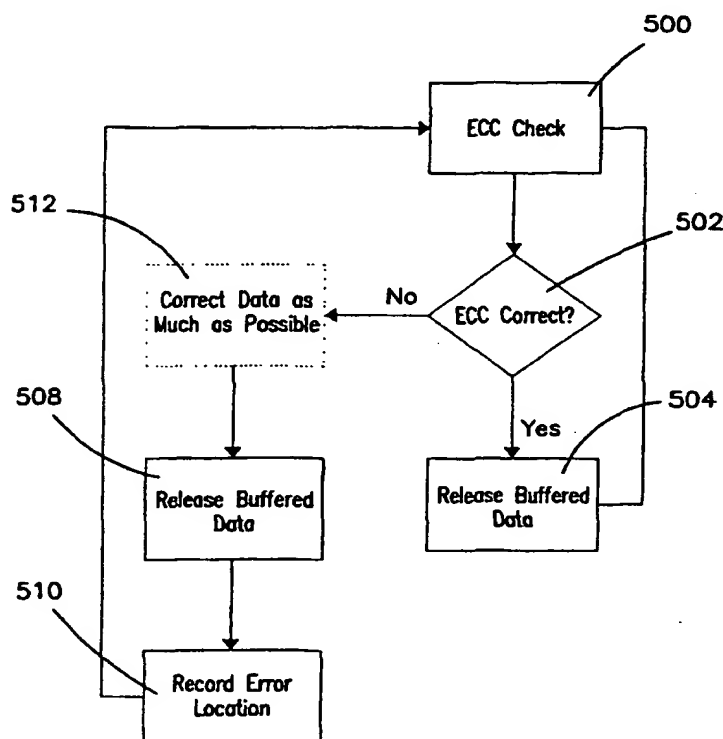 500
ECC Check
512
502
Correct Data as
Much as Possible
No
ECC Correct?
508
504
Yes
Release Buffered
Data
Release Buffered
Data
510
Record Error
Location